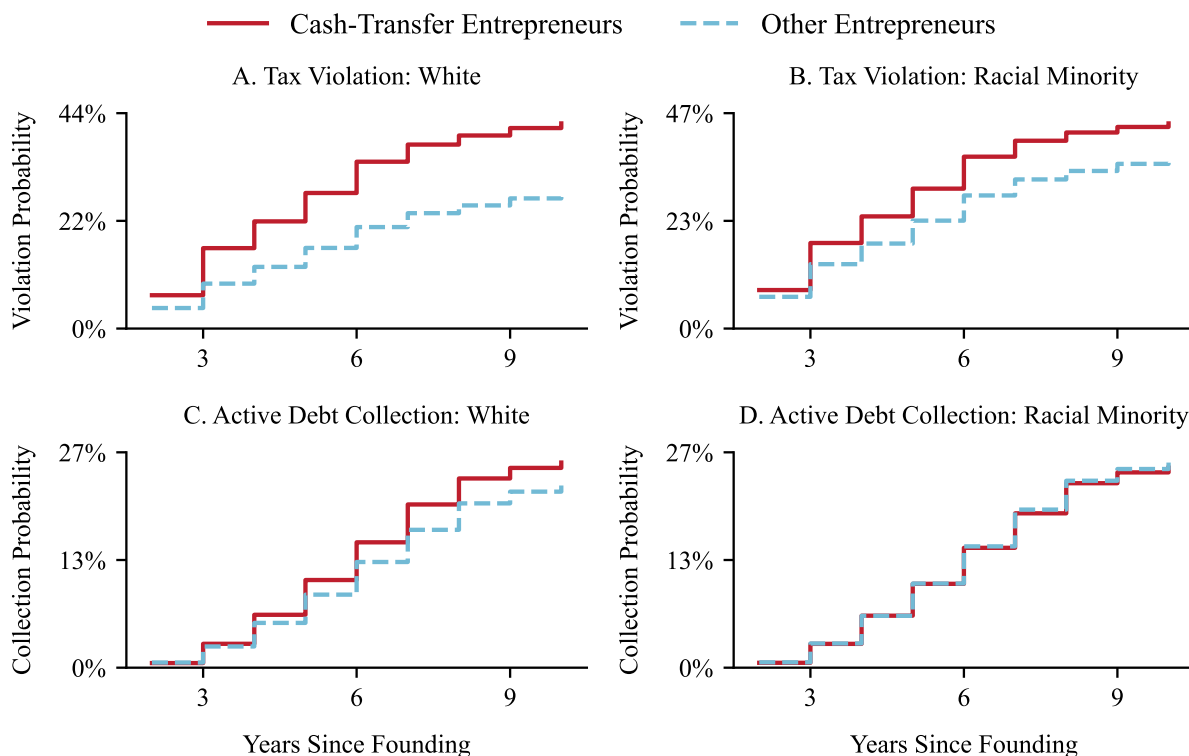 Cash-Transfer Entrepreneurs
Other Entrepreneurs
A. Tax Violation: White
Violation Probability
44%
22%
0%
3
6
9
B. Tax Violation: Racial Minority
Violation Probability
47%
23%
0%
3
6
9
C. Active Debt Collection: White
Collection Probability
27%
13%
0%
3
6
9
Years Since Founding
D. Active Debt Collection: Racial Minority
Collection Probability
27%
13%
0%
3
6
9
Years Since Founding